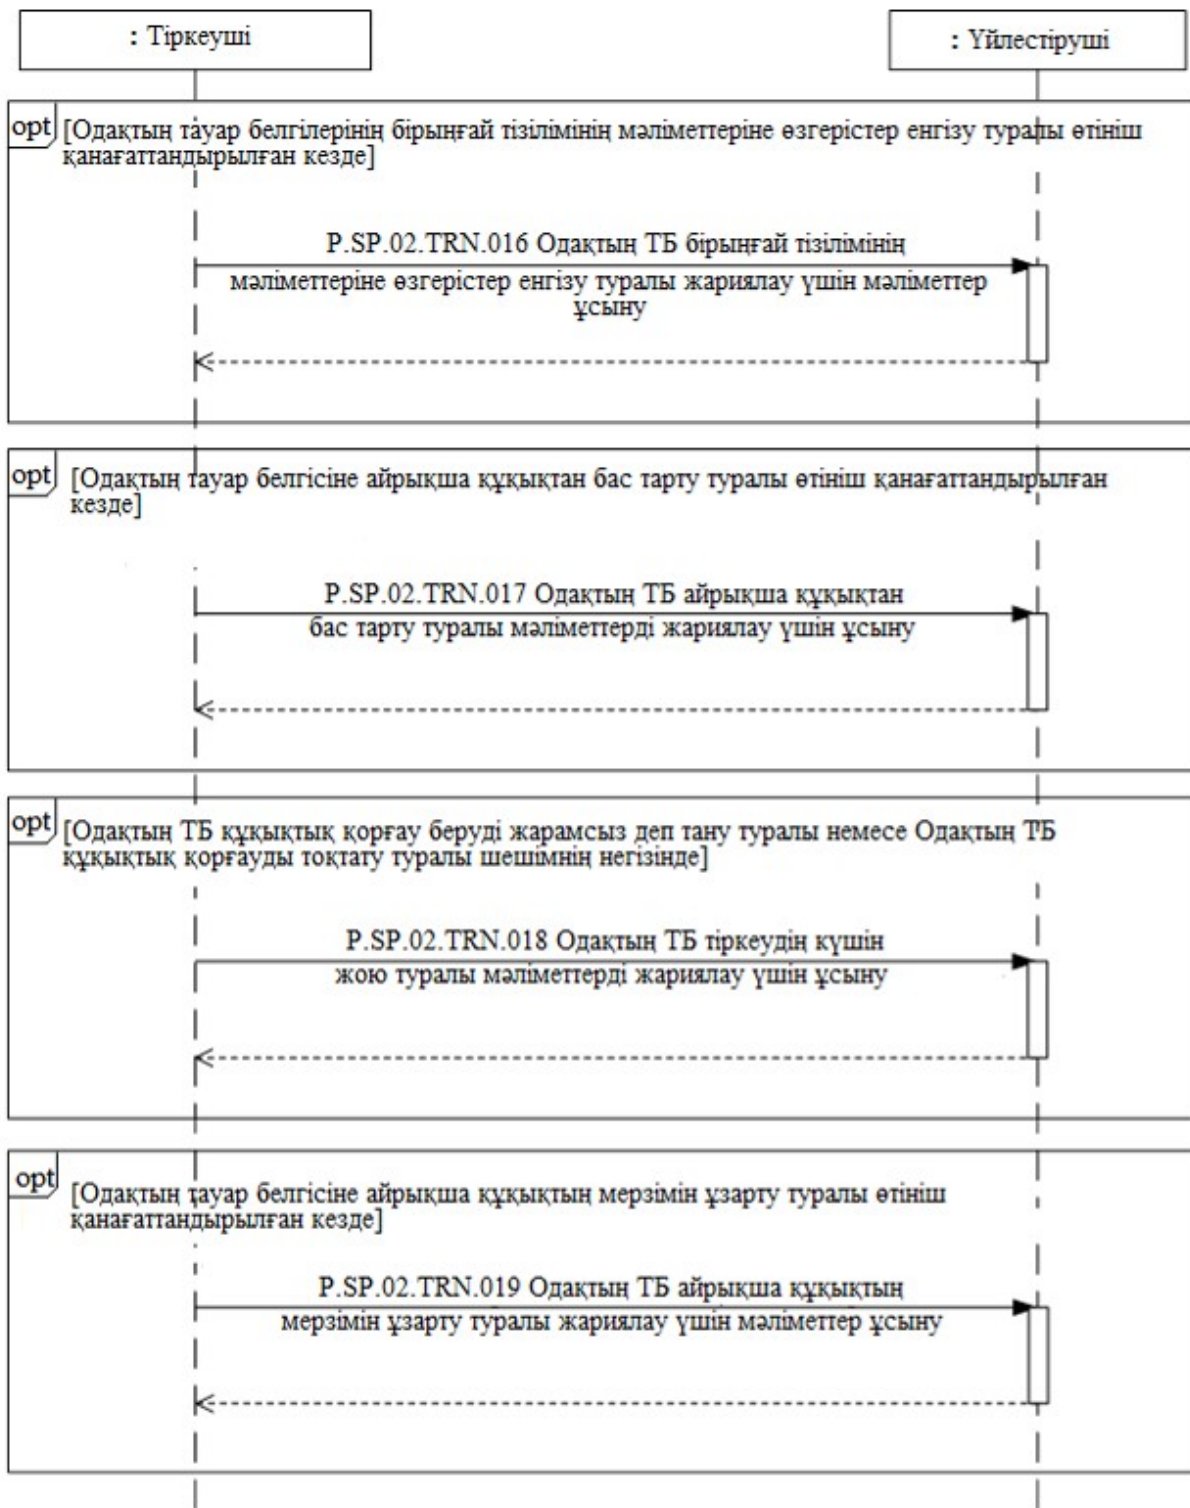 : Тіркеуші
: Үйлестіруші
opt
[Одақтың тауар белгілерінің бірыңғай тізілімінің мәліметтеріне өзгерістер енгізу туралы өтініш
қанағаттандырылған кезде]
P.SP.02.TRN.016 Одақтың ТБ бірыңғай тізілімінің
мәліметтеріне өзгерістер енгізу туралы жариялау үшін мәліметтер
ұсыну
opt
[Одақтың тауар белгісіне айрықша құқықтан бас тарту туралы өтініш қанағаттандырылған
кезде]
P.SP.02.TRN.017 Одақтың ТБ айрықша құқықтан
бас тарту туралы мәліметтерді жариялау үшін ұсыну
opt
[Одақтың ТБ құқықтық қорғау беруді жарамсыз деп тану туралы немесе Одақтың ТБ
құқықтық қорғауды тоқтату туралы шешімнің негізінде]
P.SP.02.TRN.018 Одақтың ТБ тіркеудің күшін
жою туралы мәліметтерді жариялау үшін ұсыну
opt
[Одақтың тауар белгісіне айрықша құқықтың мерзімін ұзарту туралы өтініш
қанағаттандырылған кезде]
P.SP.02.TRN.019 Одақтың ТБ айрықша құқықтың
мерзімін ұзарту туралы жариялау үшін мәліметтер ұсыну